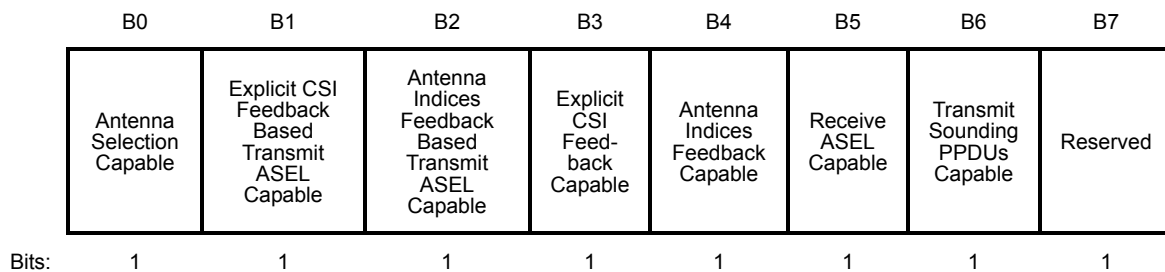 B0 B1 B2 B3 B4 B5 B6 B7
Antenna
Selection
Capable
Explicit CSI
Feedback
Based
Transmit
ASEL
Capable
Antenna
Indices
Feedback
Based
Transmit
ASEL
Capable
Explicit
CSI
Feed-
back
Capable
Antenna
Indices
Feedback
Capable
Receive
ASEL
Capable
Transmit
Sounding
PPDUs
Capable
Reserved
Bits: 1 1 1 1 1 1 1 1